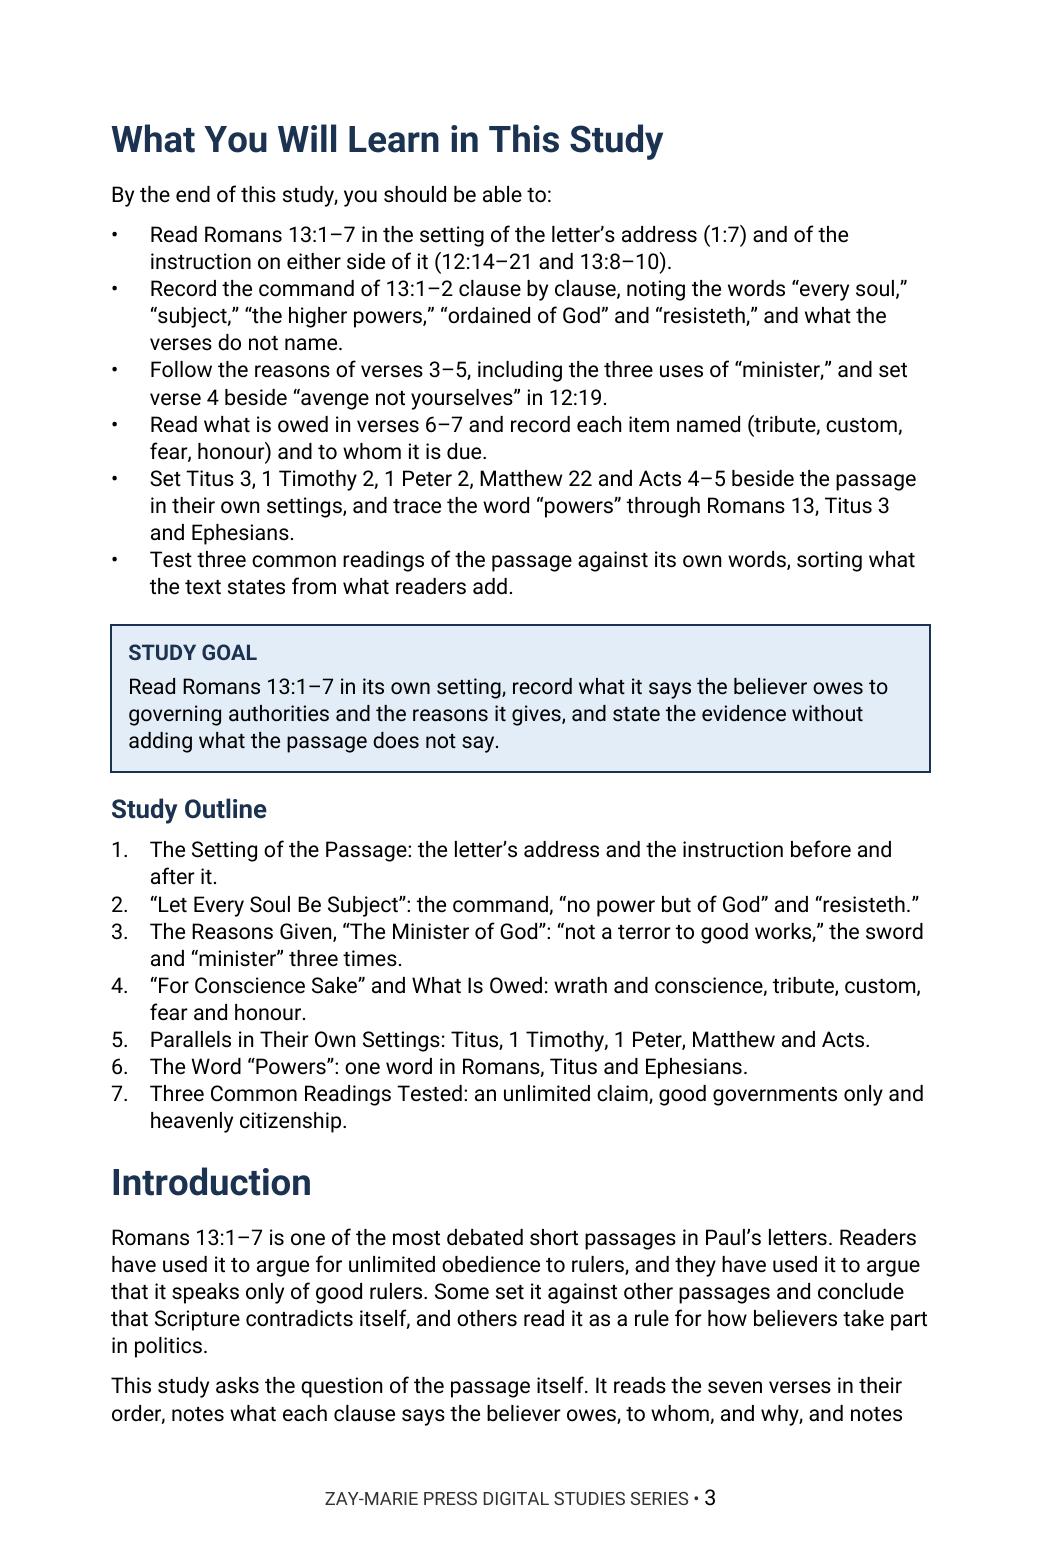 What You Will Learn in This Study
By the end of this study, you should be able to:
• Read Romans 13:1–7 in the setting of the letter’s address (1:7) and of the
instruction on either side of it (12:14–21 and 13:8–10).
• Record the command of 13:1–2 clause by clause, noting the words “every soul,”
“subject,” “the higher powers,” “ordained of God” and “resisteth,” and what the
verses do not name.
• Follow the reasons of verses 3–5, including the three uses of “minister,” and set
verse 4 beside “avenge not yourselves” in 12:19.
• Read what is owed in verses 6–7 and record each item named (tribute, custom,
fear, honour) and to whom it is due.
• Set Titus 3, 1 Timothy 2, 1 Peter 2, Matthew 22 and Acts 4–5 beside the passage
in their own settings, and trace the word “powers” through Romans 13, Titus 3
and Ephesians.
• Test three common readings of the passage against its own words, sorting what
the text states from what readers add.
STUDY GOAL
Read Romans 13:1–7 in its own setting, record what it says the believer owes to
governing authorities and the reasons it gives, and state the evidence without
adding what the passage does not say.
Study Outline
1. The Setting of the Passage: the letter’s address and the instruction before and
after it.
2. “Let Every Soul Be Subject”: the command, “no power but of God” and “resisteth.”
3. The Reasons Given, “The Minister of God”: “not a terror to good works,” the sword
and “minister” three times.
4. “For Conscience Sake” and What Is Owed: wrath and conscience, tribute, custom,
fear and honour.
5. Parallels in Their Own Settings: Titus, 1 Timothy, 1 Peter, Matthew and Acts.
6. The Word “Powers”: one word in Romans, Titus and Ephesians.
7. Three Common Readings Tested: an unlimited claim, good governments only and
heavenly citizenship.
Introduction
Romans 13:1–7 is one of the most debated short passages in Paul’s letters. Readers
have used it to argue for unlimited obedience to rulers, and they have used it to argue
that it speaks only of good rulers. Some set it against other passages and conclude
that Scripture contradicts itself, and others read it as a rule for how believers take part
in politics.
This study asks the question of the passage itself. It reads the seven verses in their
order, notes what each clause says the believer owes, to whom, and why, and notes
ZAY-MARIE PRESS DIGITAL STUDIES SERIES • 3